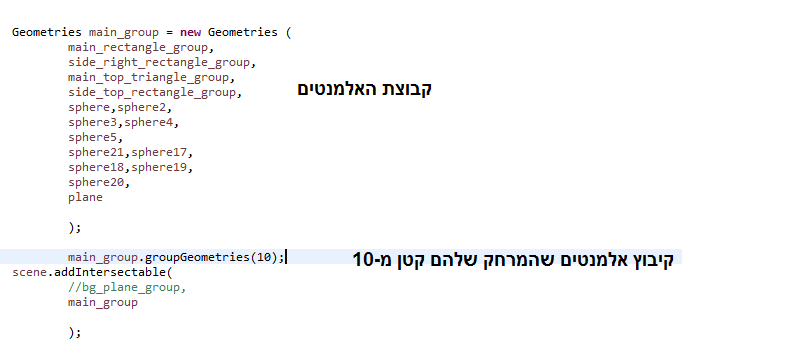 Geometries main_group = new Geometries (
main_rectangle_group,
side_right_rectangle_group,
main_top_triangle_group,
side_top_rectangle_group,
קבוצת האלמנטים
sphere,sphere2,
sphere3,sphere4,
sphere5,
sphere21,sphere17,
sphere18,sphere19,
sphere20,
plane
);
main_group.groupGeometries(10);
קיבוץ אלמנטים שהמרחק שלהם קטן מ-10
scene.addIntersectable(
//bg_plane_group,
main_group
);